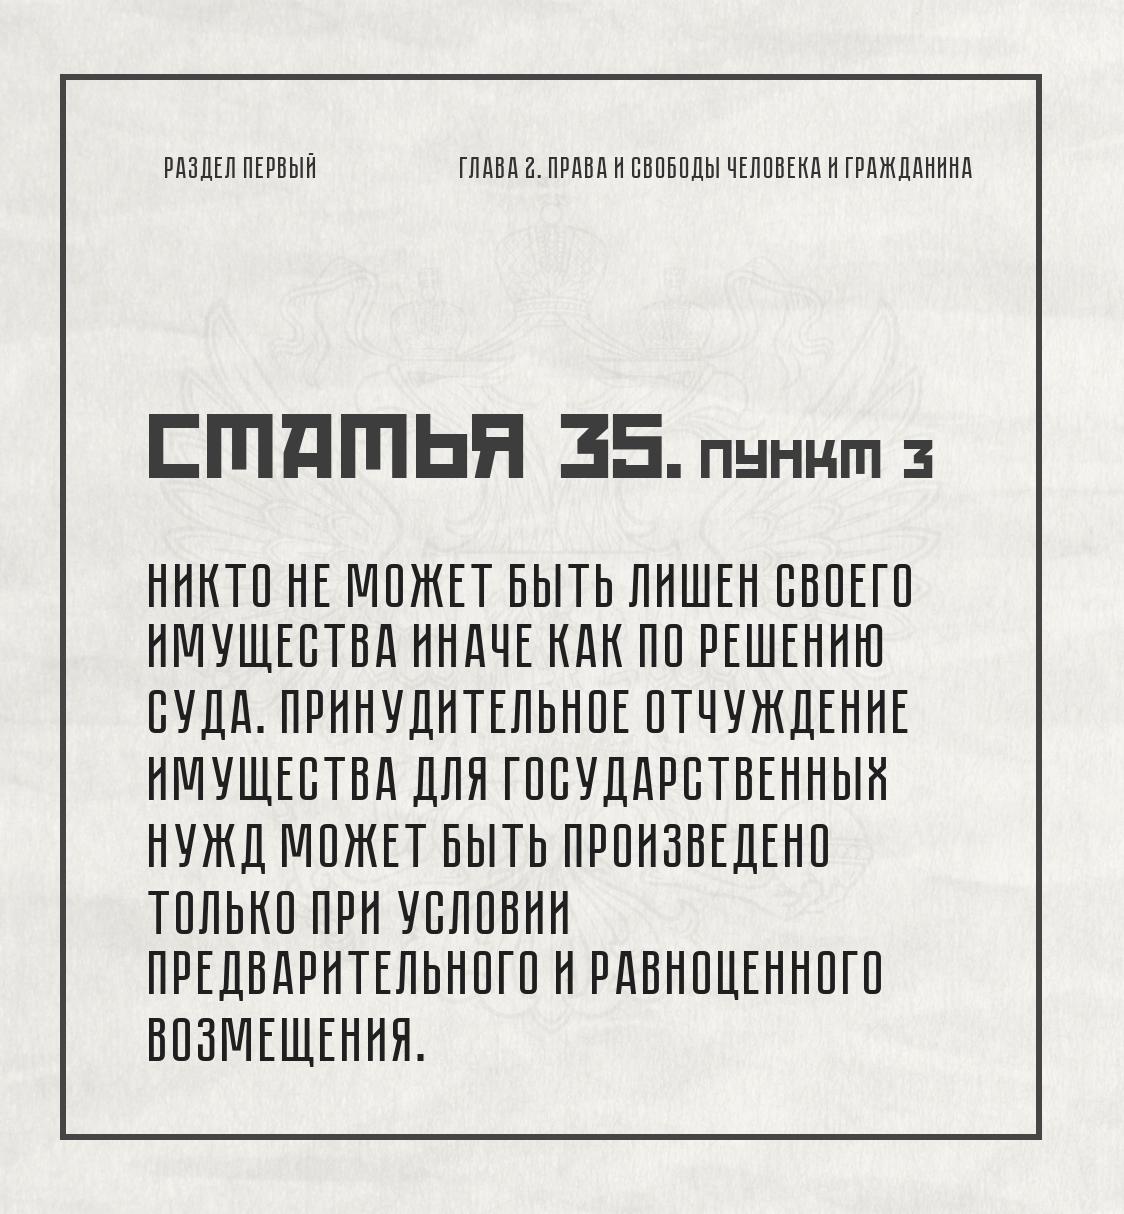 РАЗДЕЛ ПЕРВЫЙ ГЛАВА 2. ПРАВА И СВОБОДЫ ЧЕЛОВЕКА И ГРАЖДАНИНА
СТАТЬЯ 35. ПУНКТ 3
НИКТО НЕ МОЖЕТ БЫТЬ ЛИШЕН СВОЕГО
ИМУЩЕСТВА ИНАЧЕ КАК ПО РЕШЕНИЮ
СУДА. ПРИНУДИТЕЛЬНОЕ ОТЧУЖДЕНИЕ
ИМУЩЕСТВА ДЛЯ ГОСУДАРСТВЕННЫХ
НУЖД МОЖЕТ БЫТЬ ПРОИЗВЕДЕНО
ТОЛЬКО ПРИ УСЛОВИИ
ПРЕДВАРИТЕЛЬНОГО И РАВНОЦЕННОГО
ВОЗМЕЩЕНИЯ.